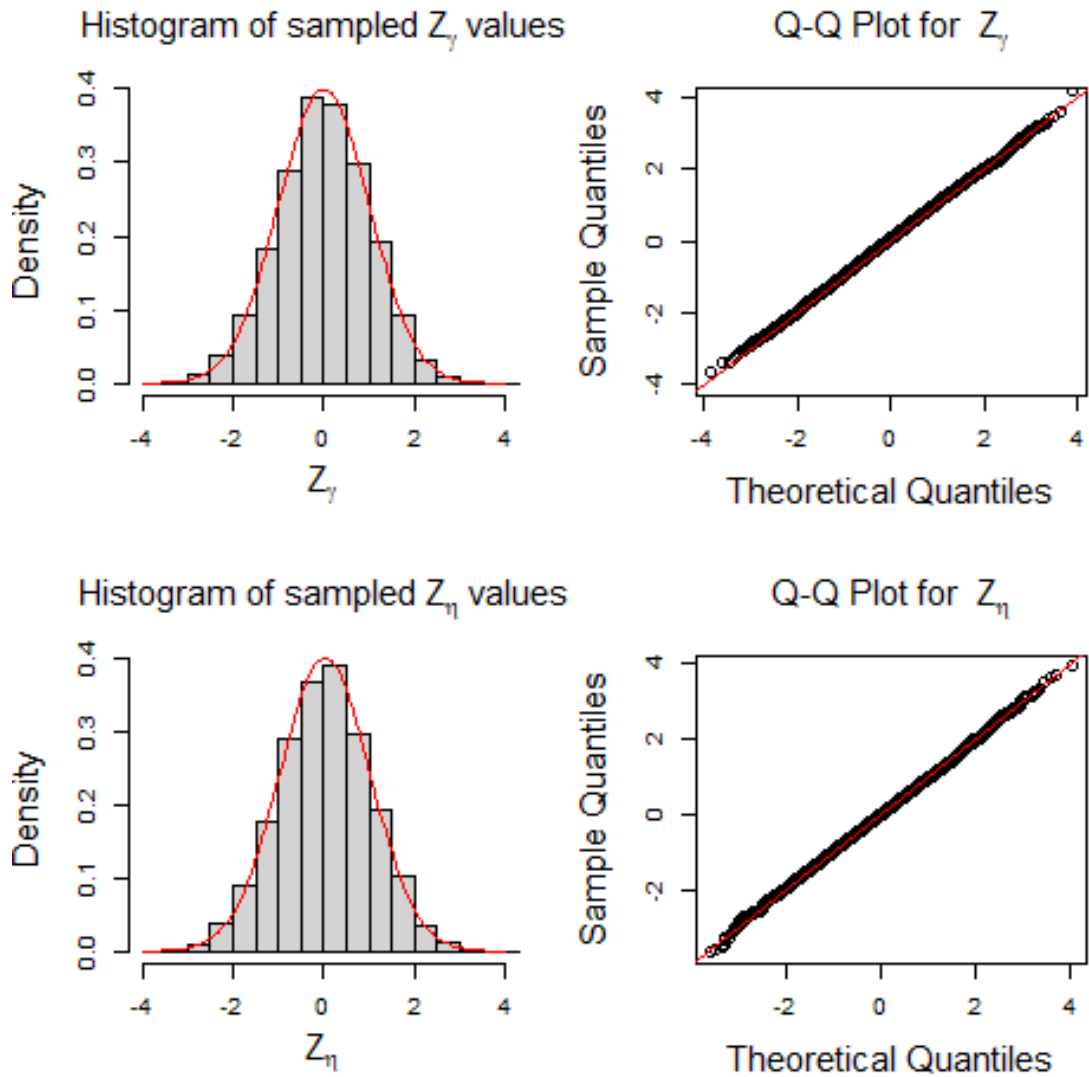 Histogram of sampled Zγ values
Q-Q Plot for Zγ
Density
0.0 0.1 0.2 0.3 0.4
-4 -2 0 2 4
Zγ
Sample Quantiles
-4 -2 0 2 4
-4 -2 0 2 4
Theoretical Quantiles
Histogram of sampled Zη values
Q-Q Plot for Zη
Density
0.0 0.1 0.2 0.3 0.4
-4 -2 0 2 4
Zη
Sample Quantiles
-2 0 2 4
-2 0 2 4
Theoretical Quantiles